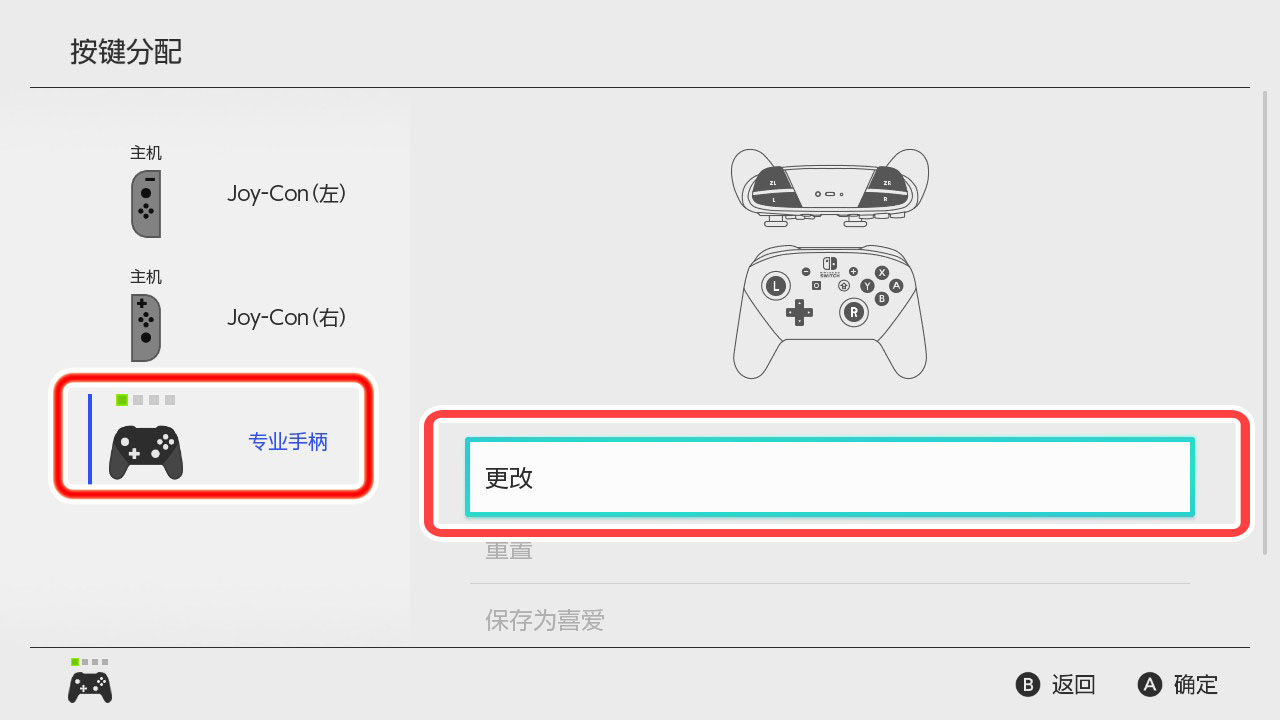 按键分配
主机
Joy-Con（左）
主机
Joy-Con（右）
专业手柄
ZL
ZR
L
R
SWITCH
X
L
Y
A
B
R
更改
重置
保存为喜爱
B 返回
A 确定